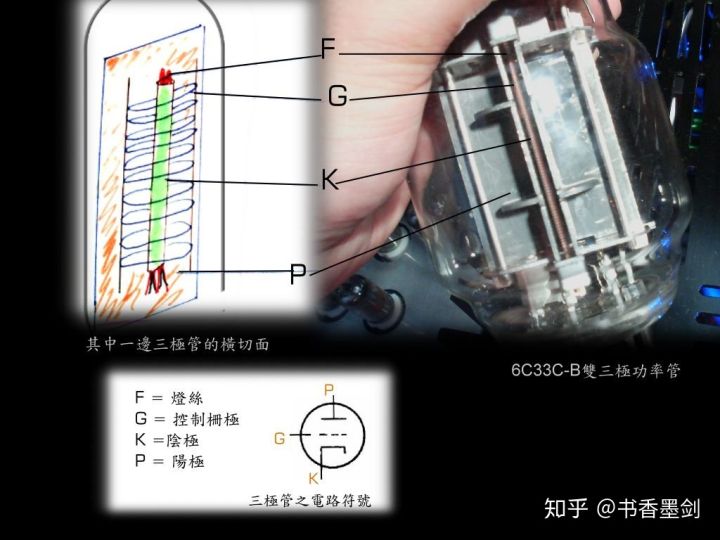 F
G
K
P
其中一邊三極管的橫切面
6C33C-B雙三極功率管
F = 燈絲
G = 控制柵極
K =陰極
P = 陽極
P
G
K
三極管之電路符號
知乎 @书香墨剑